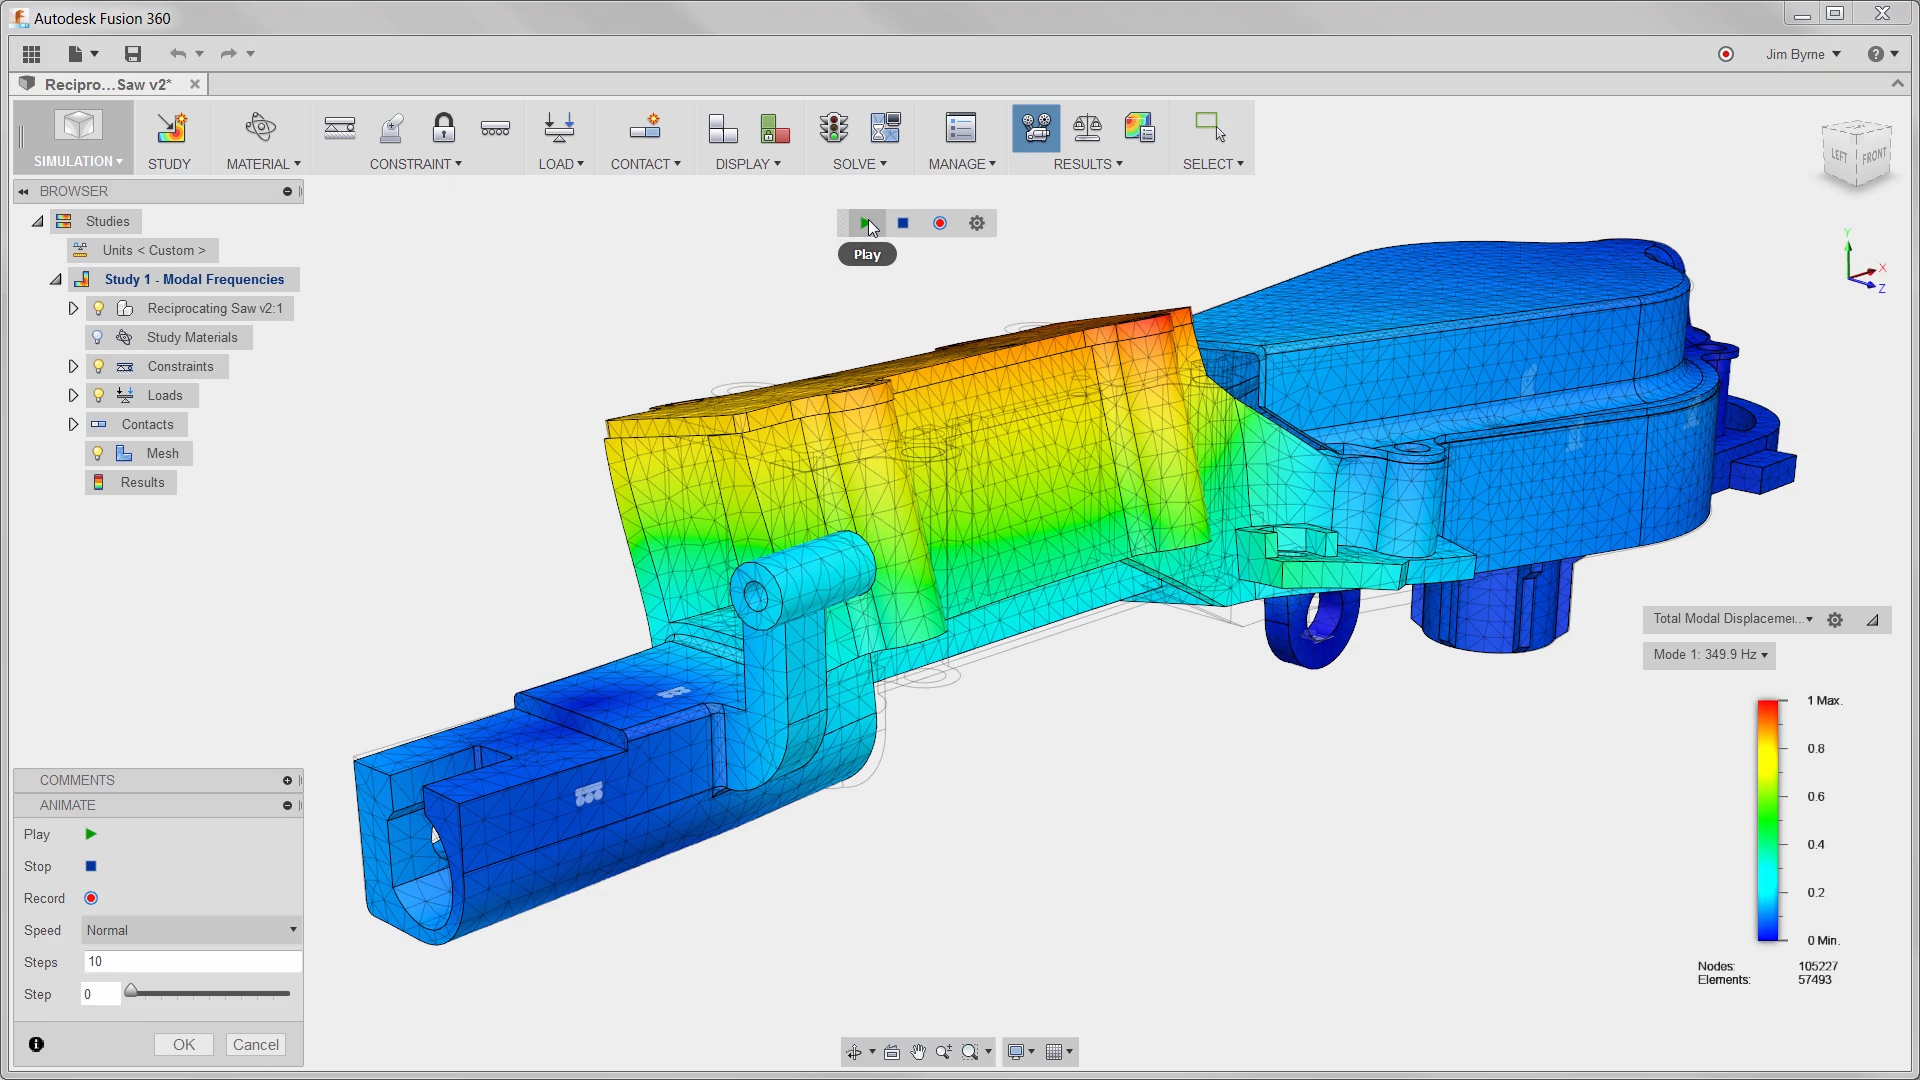 Autodesk Fusion 360
Jim Byrne
Recipro...Saw v2*
SIMULATION
STUDY
MATERIAL
CONSTRAINT
LOAD
CONTACT
DISPLAY
SOLVE
MANAGE
RESULTS
SELECT
LEFT
FRONT
BROWSER
Studies
Units < Custom >
Study 1 - Modal Frequencies
Reciprocating Saw v2:1
Study Materials
Constraints
Loads
Contacts
Mesh
Results
Play
Y
X
Z
Total Modal Displacemen...
Mode 1: 349.9 Hz
1 Max.
0.8
0.6
0.4
0.2
0 Min.
Nodes: 105227
Elements: 57493
COMMENTS
ANIMATE
Play
Stop
Record
Speed Normal
Steps 10
Step 0
OK Cancel